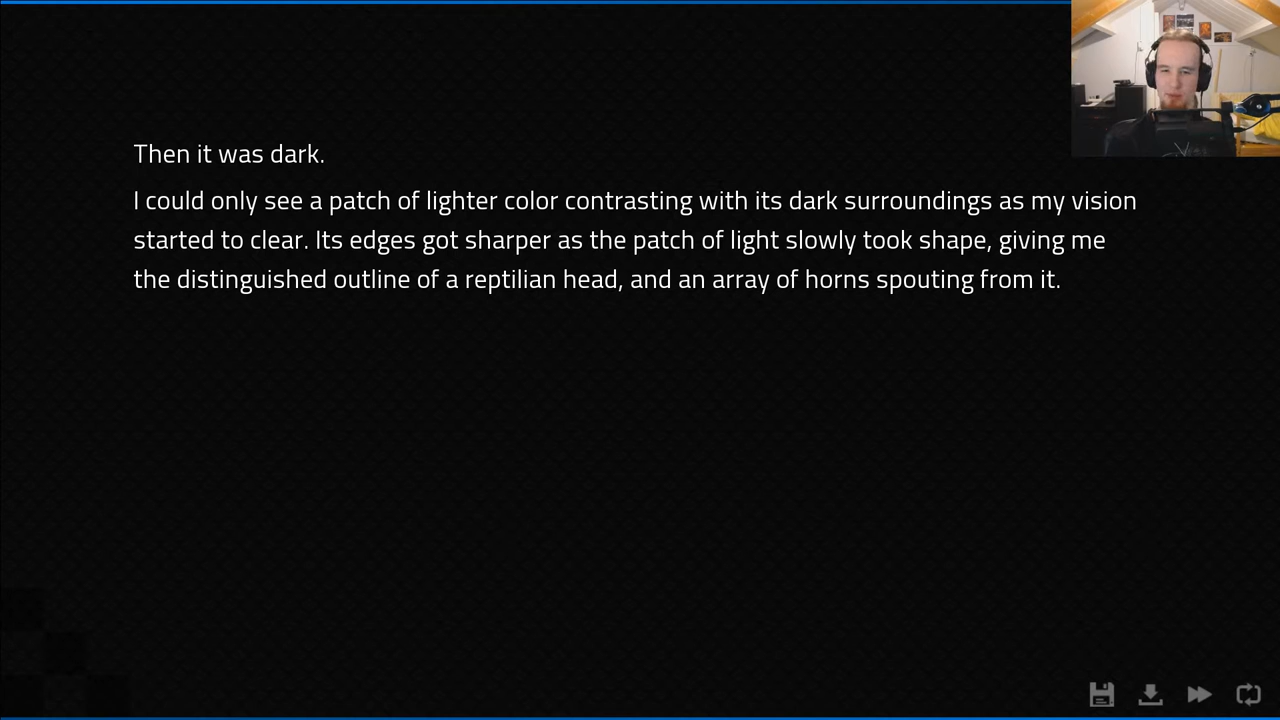 Then it was dark.
I could only see a patch of lighter color contrasting with its dark surroundings as my vision
started to clear. Its edges got sharper as the patch of light slowly took shape, giving me
the distinguished outline of a reptilian head, and an array of horns spouting from it.